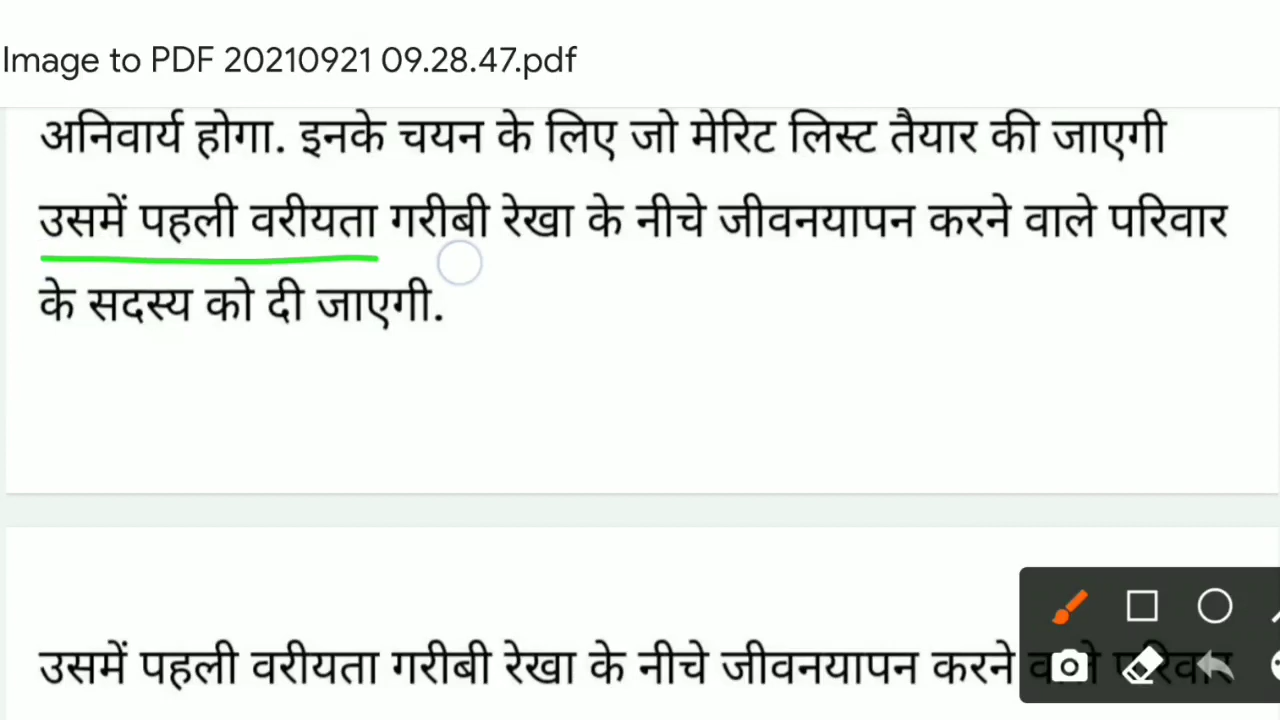 Image to PDF 20210921 09.28.47.pdf
अनिवार्य होगा. इनके चयन के लिए जो मेरिट लिस्ट तैयार की जाएगी
उसमें पहली वरीयता गरीबी रेखा के नीचे जीवनयापन करने वाले परिवार
के सदस्य को दी जाएगी.
उसमें पहली वरीयता गरीबी रेखा के नीचे जीवनयापन करने वाले परिवार